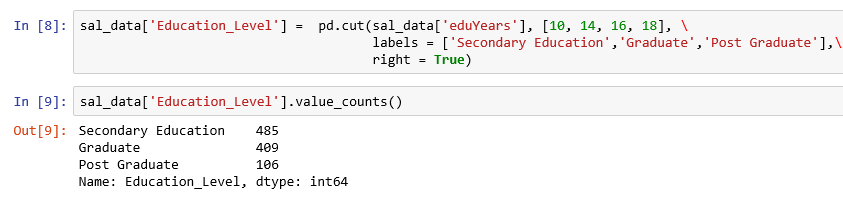 In [8]: sal_data['Education_Level'] =  pd.cut(sal_data['eduYears'], [10, 14, 16, 18], \
labels = ['Secondary Education','Graduate','Post Graduate'],\
right = True)
In [9]: sal_data['Education_Level'].value_counts()
Out[9]: Secondary Education    485
Graduate               409
Post Graduate          106
Name: Education_Level, dtype: int64